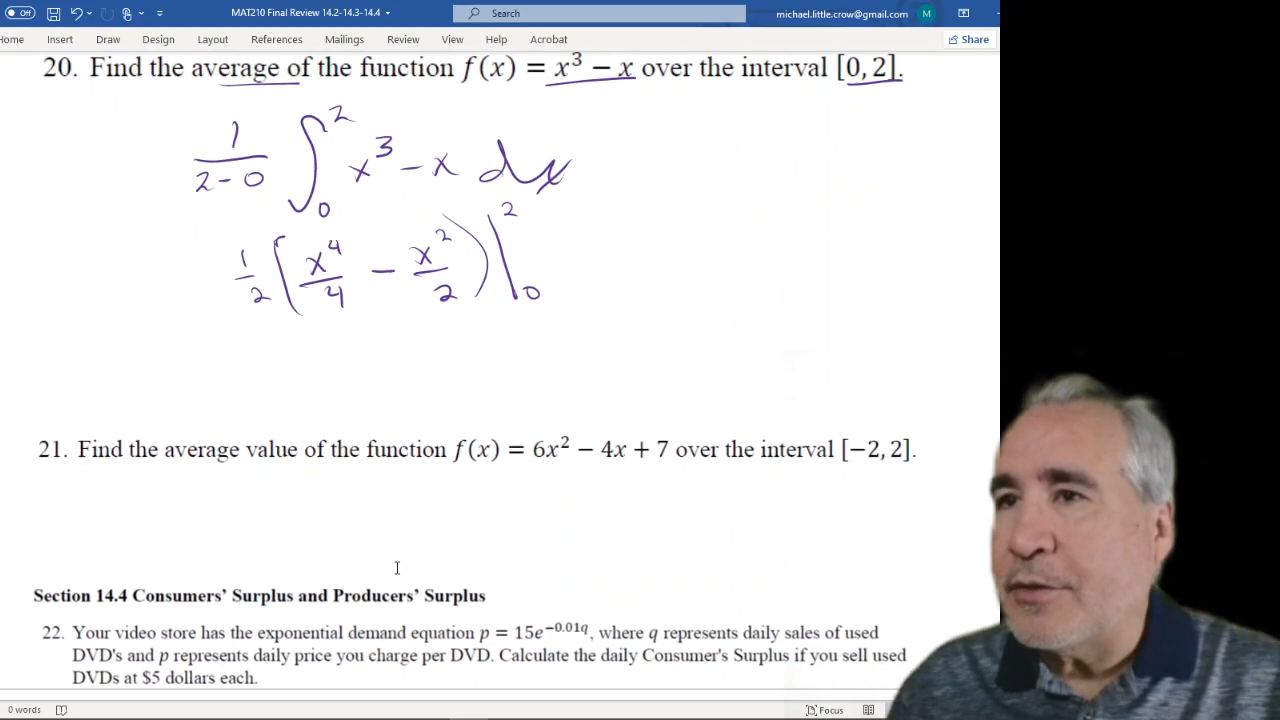 Off MAT210 Final Review 14.2-14.3-14.4 Search michael.little.crow@gmail.com M
Home Insert Draw Design Layout References Mailings Review View Help Acrobat Share
20. Find the average of the function f(x) = x³ − x over the interval [0, 2].
1/(2−0) ∫₀² x³ − x dx
1/2 (x⁴/4 − x²/2) |₀²
21. Find the average value of the function f(x) = 6x² − 4x + 7 over the interval [−2, 2].
Section 14.4 Consumers’ Surplus and Producers’ Surplus
22. Your video store has the exponential demand equation p = 15e^−0.01q, where q represents daily sales of used
DVD's and p represents daily price you charge per DVD. Calculate the daily Consumer's Surplus if you sell used
DVDs at $5 dollars each.
0 words Focus